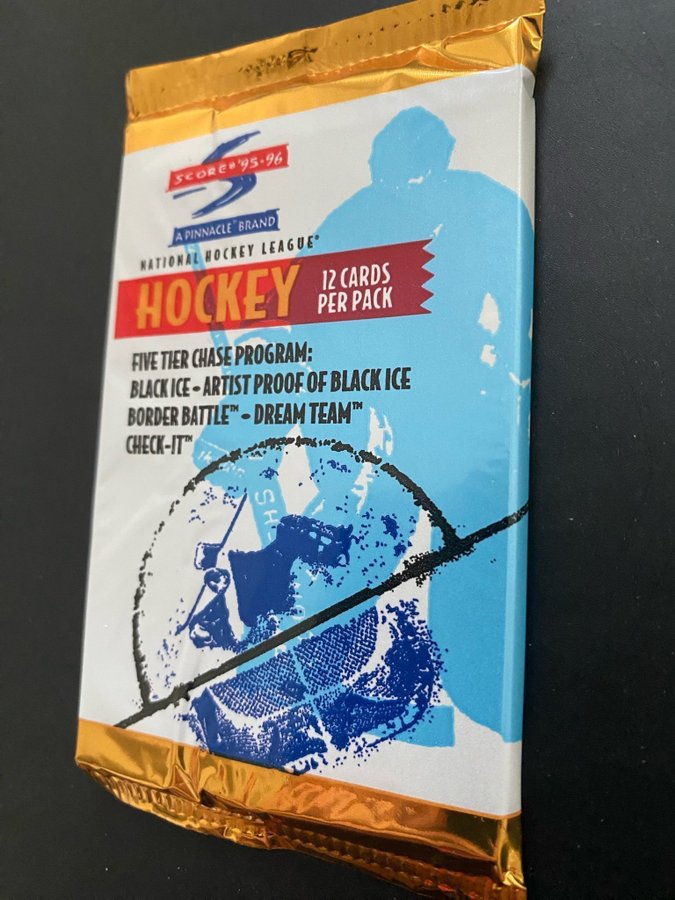 SCORE® '95-96
A PINNACLE™ BRAND
NATIONAL HOCKEY LEAGUE®
HOCKEY
12 CARDS
PER PACK
FIVE TIER CHASE PROGRAM:
BLACK ICE - ARTIST PROOF OF BLACK ICE
BORDER BATTLE™ - DREAM TEAM™
CHECK-IT™